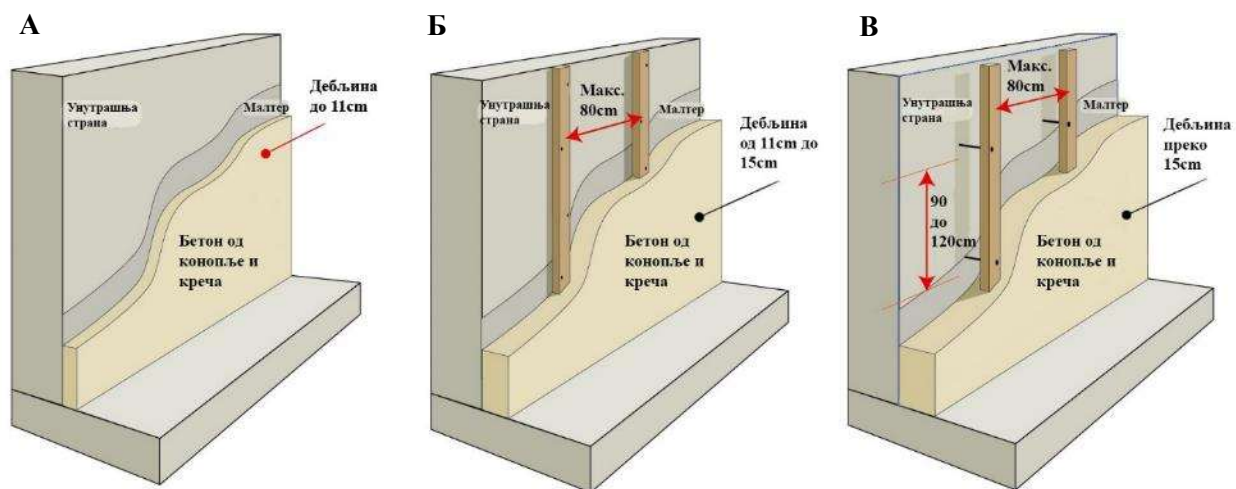 А
Унутрашња
страна
Малтер
Дебљина
до 11cm
Бетон од
конопље и
креча
Б
Унутрашња
страна
Макс.
80cm
Малтер
Дебљина
од 11cm до
15cm
Бетон од
конопље и
креча
В
Унутрашња
страна
Макс.
80cm
Малтер
Дебљина
преко
15cm
90
до
120cm
Бетон од
конопље и
креча